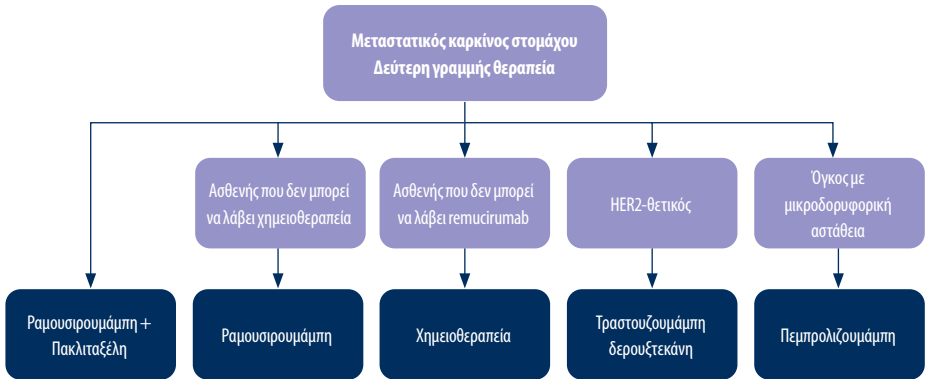 Μεταστατικός καρκίνος στομάχου
Δεύτερη γραμμής θεραπεία
Ασθενής που δεν μπορεί
να λάβει χημειοθεραπεία
Ασθενής που δεν μπορεί
να λάβει remucirumab
HER2-θετικός
Όγκος με
μικροδορυφορική
αστάθεια
Ραμουσιρουμάμπη +
Πακλιταξέλη
Ραμουσιρουμάμπη
Χημειοθεραπεία
Τραστουζουμάμπη
δερουξτεκάνη
Πεμπρολιζουμάμπη